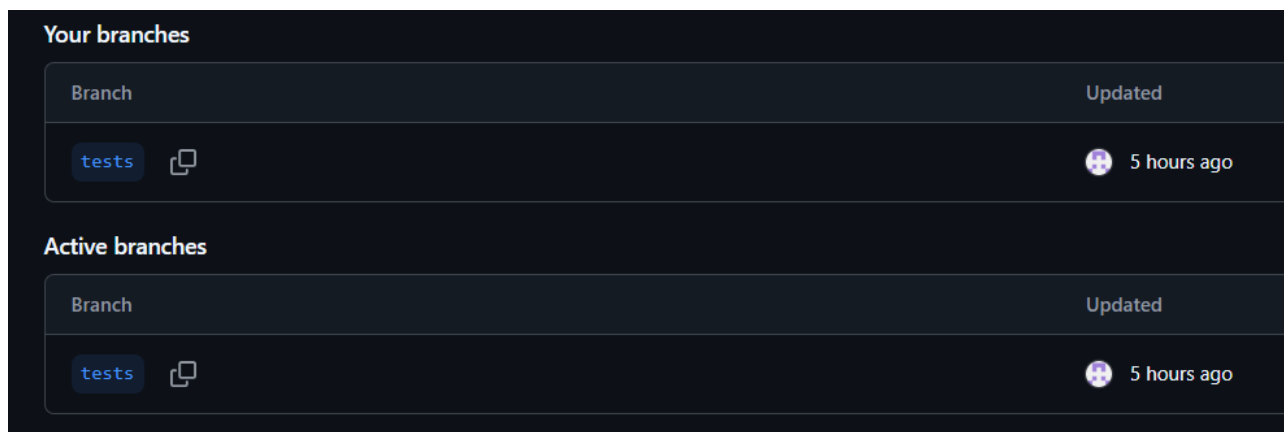 Your branches
Branch Updated
tests 5 hours ago
Active branches
Branch Updated
tests 5 hours ago